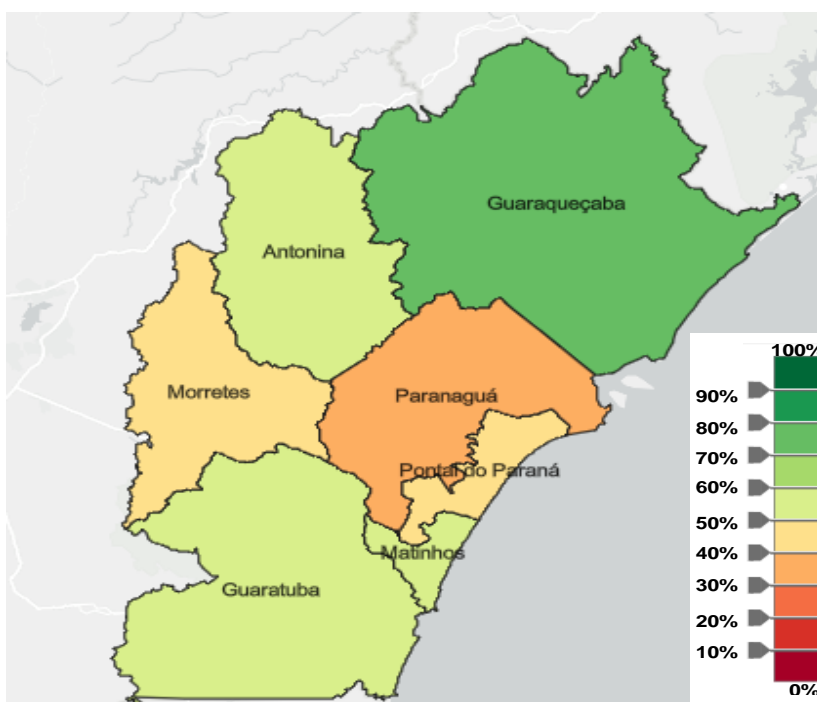 Guaraqueçaba
Antonina
Morretes
Paranaguá
Pontal do Paraná
Matinhos
Guaratuba
100%
90%
80%
70%
60%
50%
40%
30%
20%
10%
0%